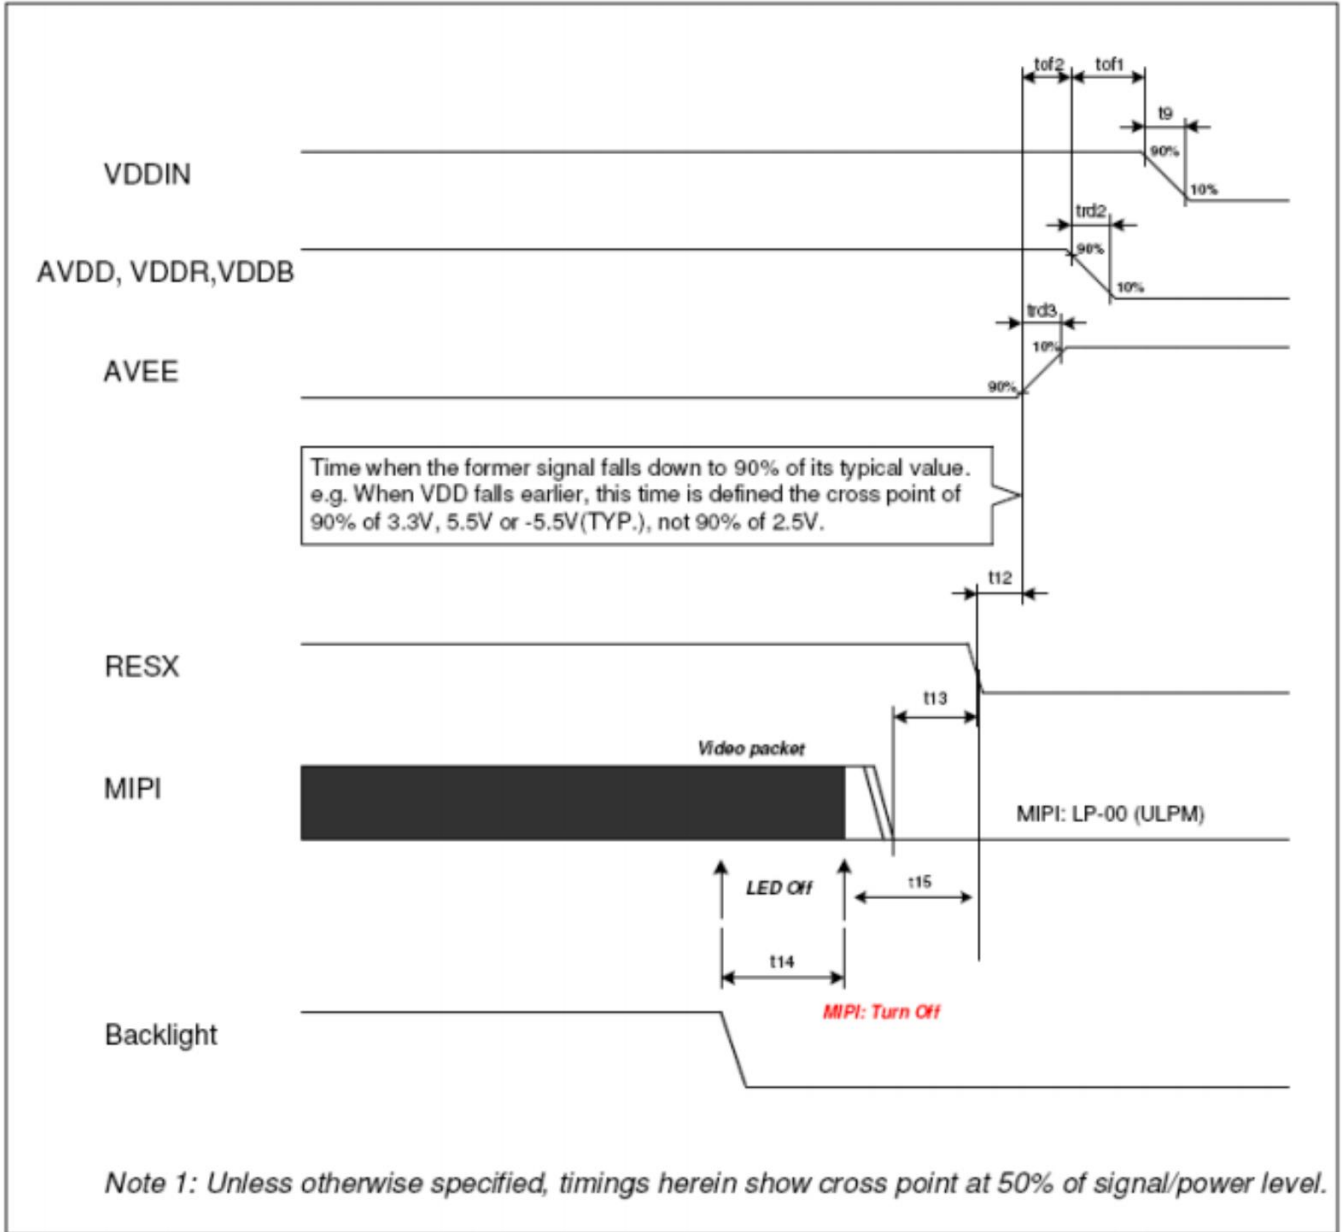 tof2 tof1
t9
VDDIN
90%
10%
trd2
AVDD, VDDR,VDDB
90%
10%
trd3
AVEE
10%
90%
Time when the former signal falls down to 90% of its typical value.
e.g. When VDD falls earlier, this time is defined the cross point of
90% of 3.3V, 5.5V or -5.5V(TYP.), not 90% of 2.5V.
t12
RESX
t13
Video packet
MIPI
MIPI: LP-00 (ULPM)
LED Off
t15
t14
MIPI: Turn Off
Backlight
Note 1: Unless otherwise specified, timings herein show cross point at 50% of signal/power level.